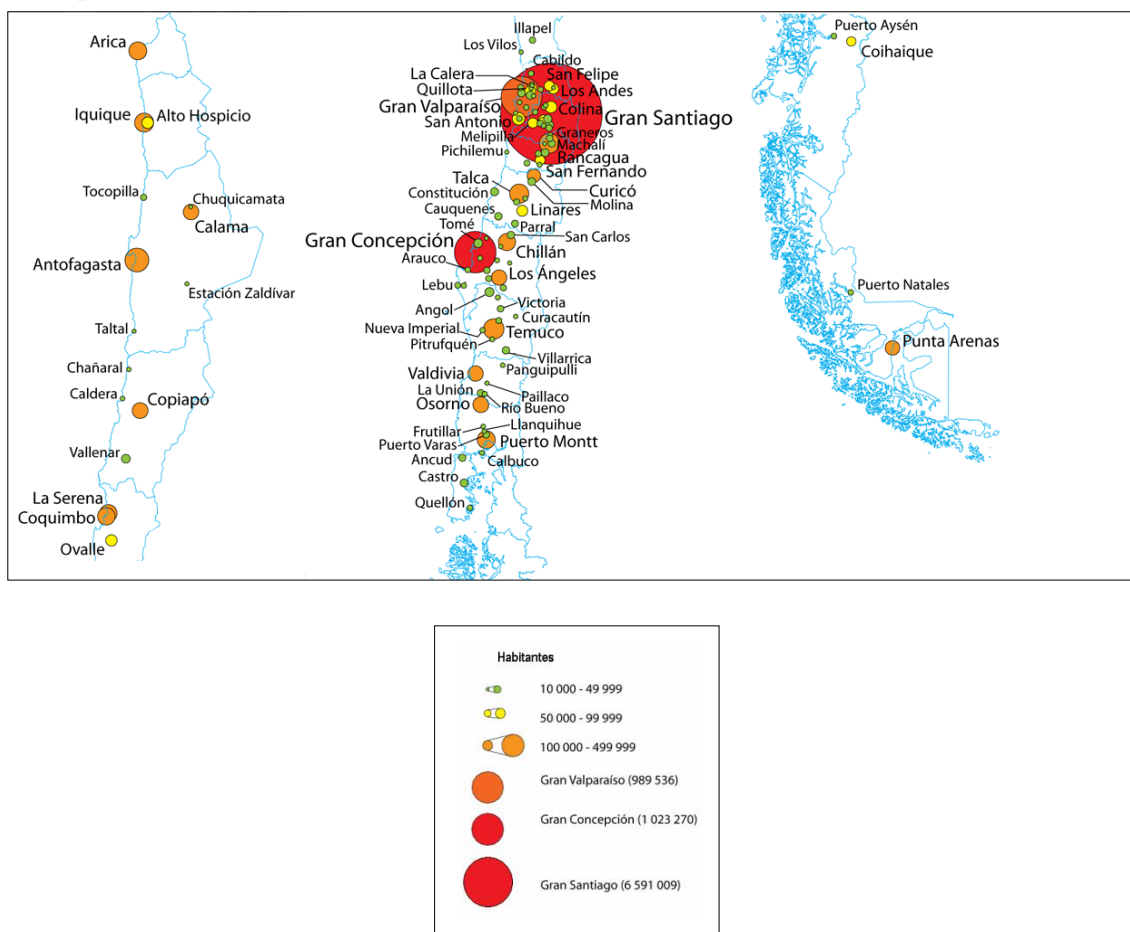 Arica
Iquique
Alto Hospicio
Tocopilla
Chuquicamata
Calama
Antofagasta
Estación Zaldívar
Taltal
Chañaral
Caldera
Copiapó
Vallenar
La Serena
Coquimbo
Ovalle
Illapel
Los Vilos
Cabildo
La Calera
San Felipe
Quillota
Los Andes
Gran Valparaíso
Colina
San Antonio
Gran Santiago
Melipilla
Graneros
Machalí
Pichilemu
Rancagua
San Fernando
Talca
Constitución
Curicó
Molina
Cauquenes
Linares
Tomé
Parral
San Carlos
Gran Concepción
Chillán
Arauco
Los Ángeles
Lebu
Angol
Victoria
Curacautín
Nueva Imperial
Temuco
Pitrufquén
Villarrica
Panguipulli
Valdivia
La Unión
Paillaco
Osorno
Río Bueno
Frutillar
Llanquihue
Puerto Varas
Puerto Montt
Ancud
Calbuco
Castro
Quellón
Puerto Aysén
Coihaique
Puerto Natales
Punta Arenas
Habitantes
10 000 - 49 999
50 000 - 99 999
100 000 - 499 999
Gran Valparaíso (989 536)
Gran Concepción (1 023 270)
Gran Santiago (6 591 009)